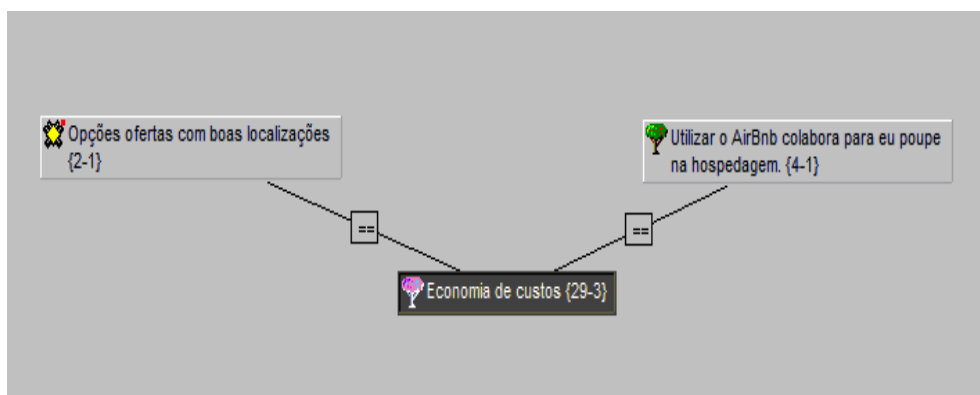 Opções ofertas com boas localizações
{2-1}
Utilizar o AirBnb colabora para eu poupe
na hospedagem. {4-1}
==
==
Economia de custos {29-3}